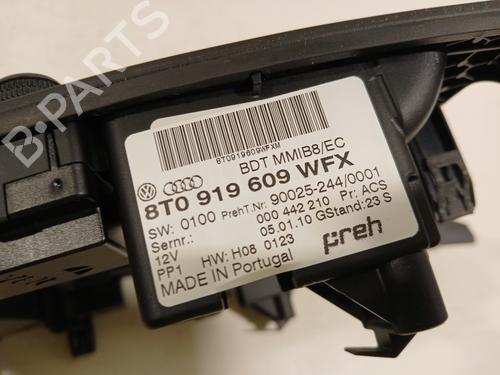 B-PARTS
8T0919609WFXM
BDT MMIB8/EC
8T0 919 609 WFX
SW: 0100 PrehT.Nr: 90025-244/0001
Sernr.: 000 442 210 Pr: ACS
12V 05.01.10 GStand: 23 S
PP1 HW: H08 0123
MADE IN Portugal preh